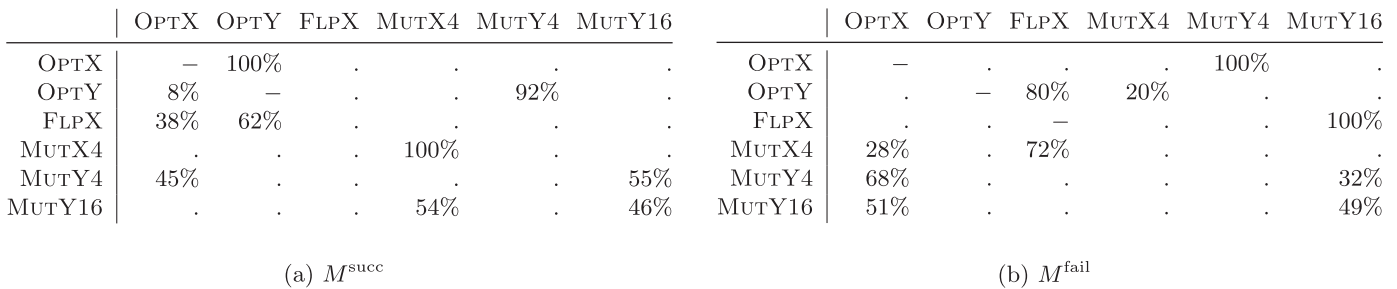 OPTX OPTY FLPX MUTX4 MUTY4 MUTY16
OPTX – 100% . . . .
OPTY 8% – . . 92% .
FLPX 38% 62% . . . .
MUTX4 . . . 100% . .
MUTY4 45% . . . . 55%
MUTY16 . . . 54% . 46%
(a) M^succ
OPTX OPTY FLPX MUTX4 MUTY4 MUTY16
OPTX – . . . 100% .
OPTY . – 80% 20% . .
FLPX . . – . . 100%
MUTX4 28% . 72% . . .
MUTY4 68% . . . . 32%
MUTY16 51% . . . . 49%
(b) M^fail